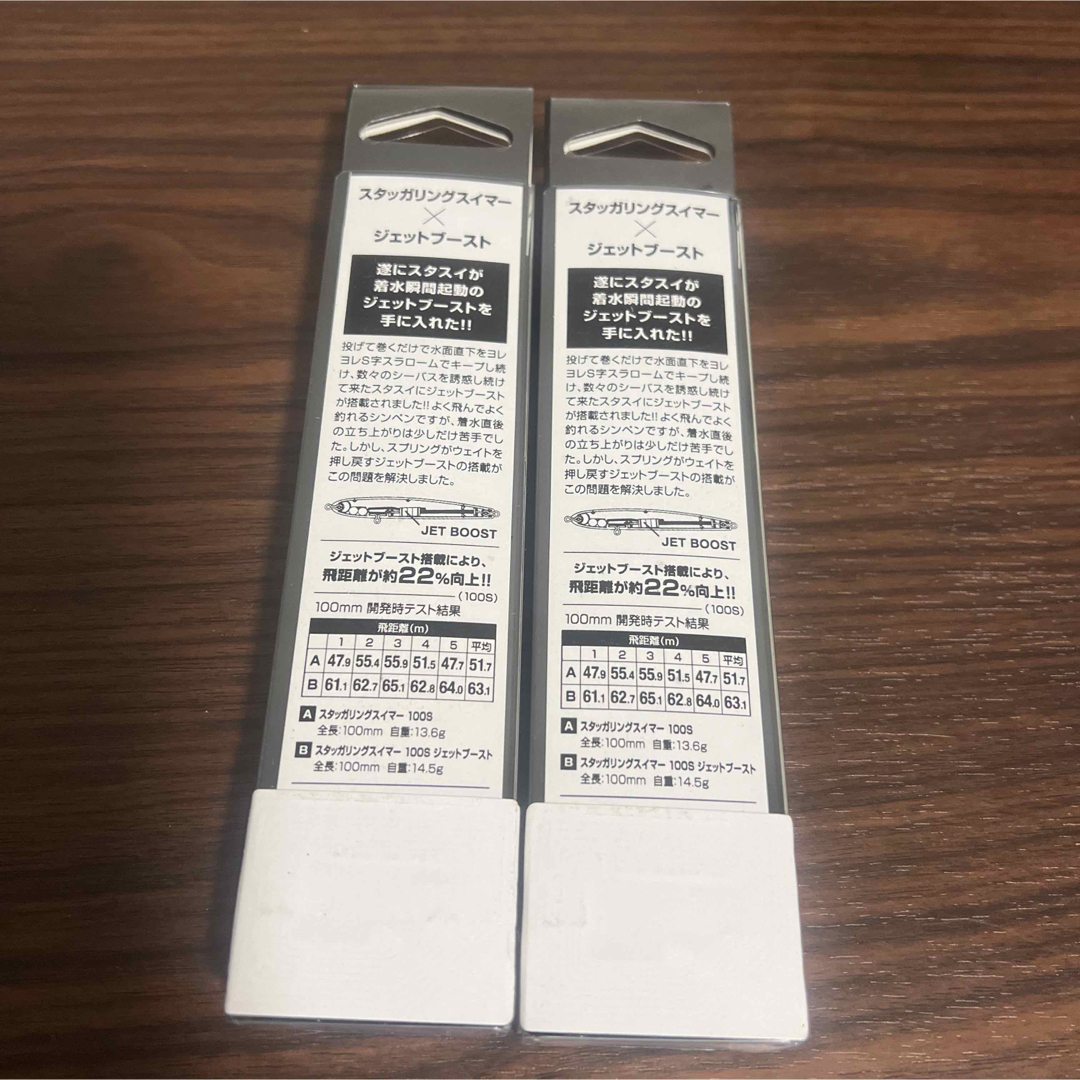 スタッガリングスイマー
×
ジェットブースト
遂にスタスイが
着水瞬間起動の
ジェットブーストを
手に入れた!!
投げて巻くだけで水面直下をヨレ
ヨレS字スラロームでキープし続
け、数々のシーバスを誘惑し続け
て来たスタスイにジェットブースト
が搭載されました!!よく飛んでよく
釣れるシンペンですが、着水直後
の立ち上がりは少しだけ苦手でし
た。しかし、スプリングがウェイトを
押し戻すジェットブーストの搭載が
この問題を解決しました。
JET BOOST
ジェットブースト搭載により、
飛距離が約22%向上!!
(100S)
100mm 開発時テスト結果
飛距離(m)
1 2 3 4 5 平均
A 47.9 55.4 55.9 51.5 47.7 51.7
B 61.1 62.7 65.1 62.8 64.0 63.1
A スタッガリングスイマー 100S
全長:100mm 自重:13.6g
B スタッガリングスイマー 100S ジェットブースト
全長:100mm 自重:14.5g
スタッガリングスイマー
×
ジェットブースト
遂にスタスイが
着水瞬間起動の
ジェットブーストを
手に入れた!!
投げて巻くだけで水面直下をヨレ
ヨレS字スラロームでキープし続
け、数々のシーバスを誘惑し続け
て来たスタスイにジェットブースト
が搭載されました!!よく飛んでよく
釣れるシンペンですが、着水直後
の立ち上がりは少しだけ苦手でし
た。しかし、スプリングがウェイトを
押し戻すジェットブーストの搭載が
この問題を解決しました。
JET BOOST
ジェットブースト搭載により、
飛距離が約22%向上!!
(100S)
100mm 開発時テスト結果
飛距離(m)
1 2 3 4 5 平均
A 47.9 55.4 55.9 51.5 47.7 51.7
B 61.1 62.7 65.1 62.8 64.0 63.1
A スタッガリングスイマー 100S
全長:100mm 自重:13.6g
B スタッガリングスイマー 100S ジェットブースト
全長:100mm 自重:14.5g